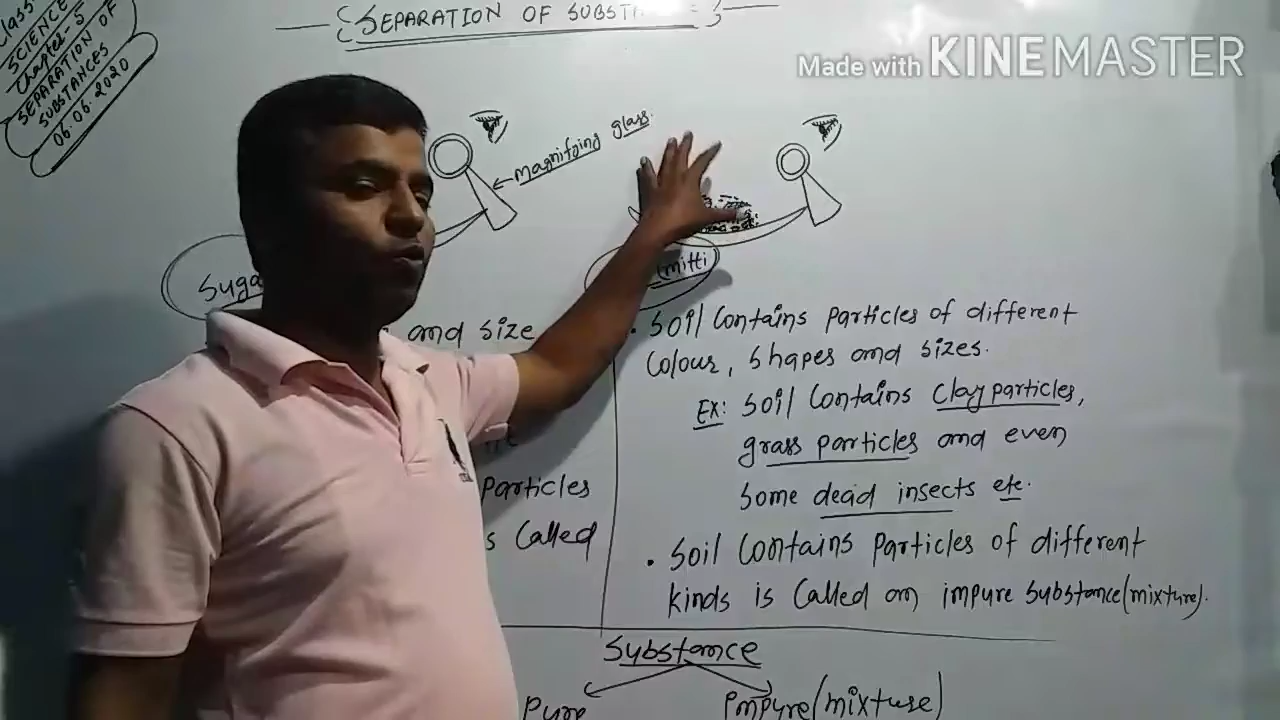 Class
SCIENCE
Chapter-5
SEPARATION OF
SUBSTANCES
06.06.2020
SEPARATION OF SUBST
Made with KINEMASTER
magnifying glass.
Suga
(mitti
and size
particles
s Called
. Soil Contains particles of different
Colour, shapes and sizes.
Ex: Soil Contains Clay particles,
grass particles and even
Some dead insects etc.
. Soil Contains particles of different
kinds is Called an impure substance (mixture).
Substance
Pure
Impure (mixture)